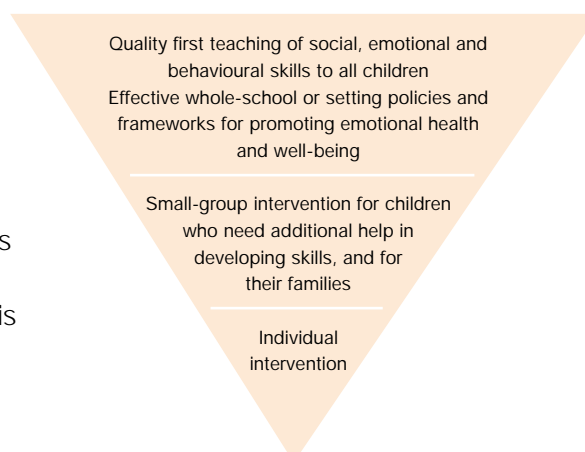 Quality first teaching of social, emotional and
behavioural skills to all children
Effective whole-school or setting policies and
frameworks for promoting emotional health
and well-being
Small-group intervention for children
who need additional help in
developing skills, and for
their families
s
is
Individual
intervention